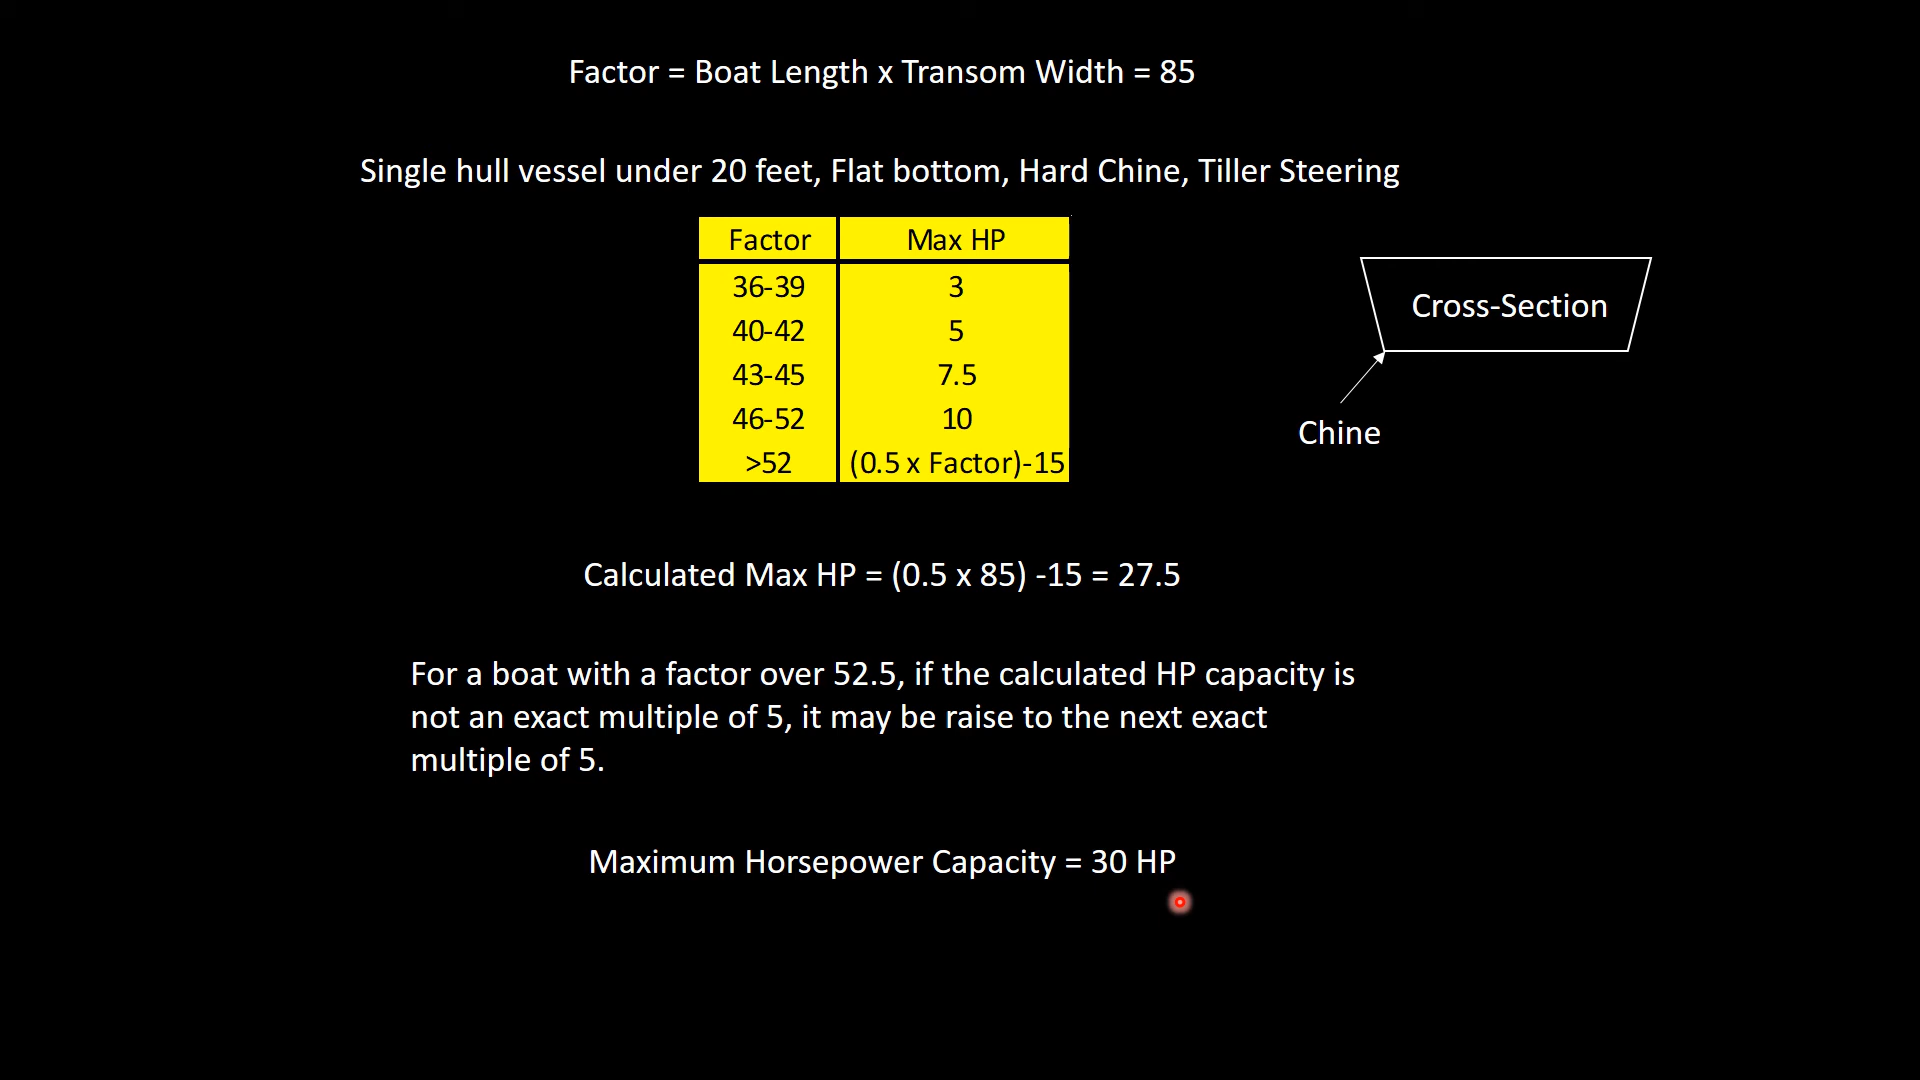 Factor = Boat Length x Transom Width = 85
Single hull vessel under 20 feet, Flat bottom, Hard Chine, Tiller Steering
Factor Max HP
36-39 3
40-42 5
43-45 7.5
46-52 10
>52 (0.5 x Factor)-15
Cross-Section
Chine
Calculated Max HP = (0.5 x 85) -15 = 27.5
For a boat with a factor over 52.5, if the calculated HP capacity is
not an exact multiple of 5, it may be raise to the next exact
multiple of 5.
Maximum Horsepower Capacity = 30 HP